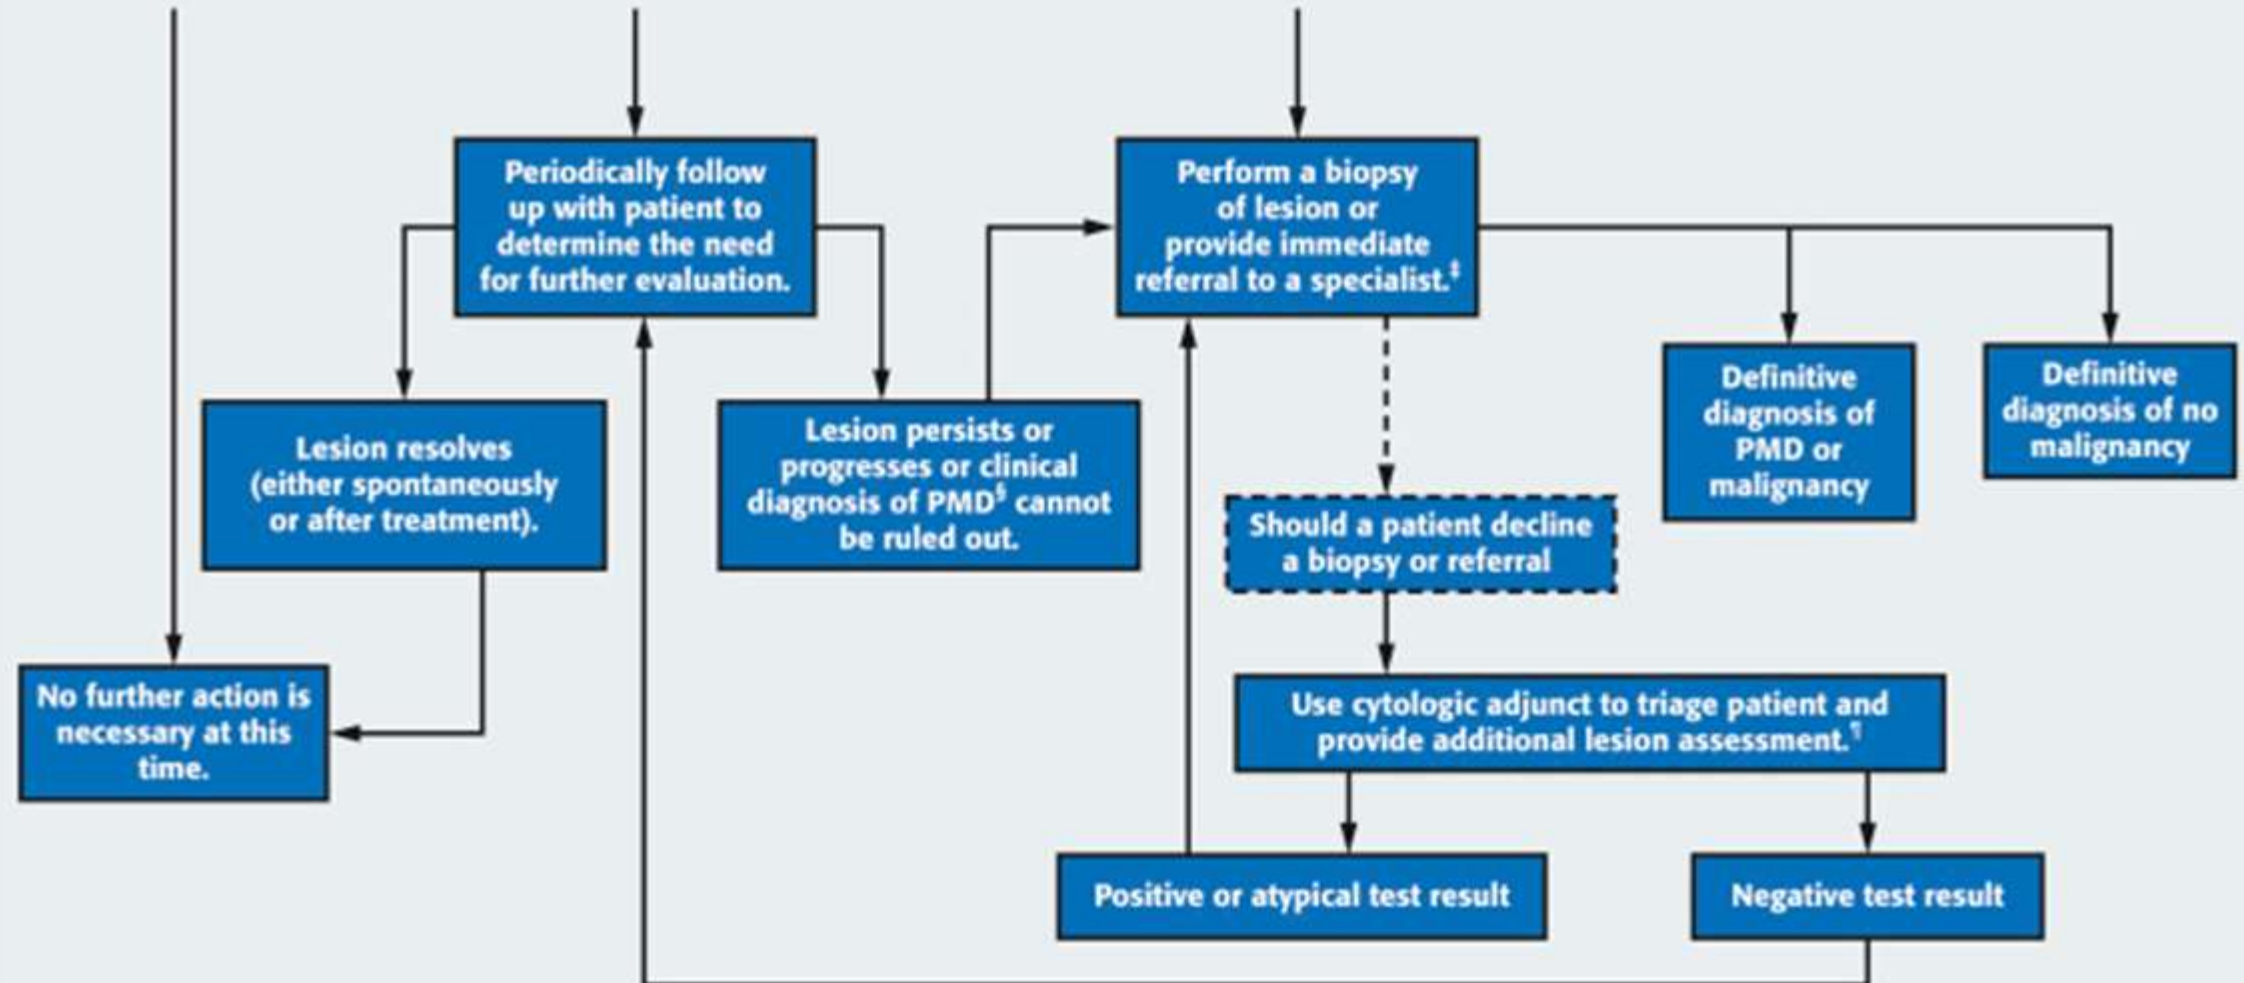 Periodically follow
up with patient to
determine the need
for further evaluation.
Perform a biopsy
of lesion or
provide immediate
referral to a specialist.‡
Lesion resolves
(either spontaneously
or after treatment).
Lesion persists or
progresses or clinical
diagnosis of PMD§ cannot
be ruled out.
Definitive
diagnosis of
PMD or
malignancy
Definitive
diagnosis of no
malignancy
Should a patient decline
a biopsy or referral
No further action is
necessary at this
time.
Use cytologic adjunct to triage patient and
provide additional lesion assessment.¶
Positive or atypical test result
Negative test result